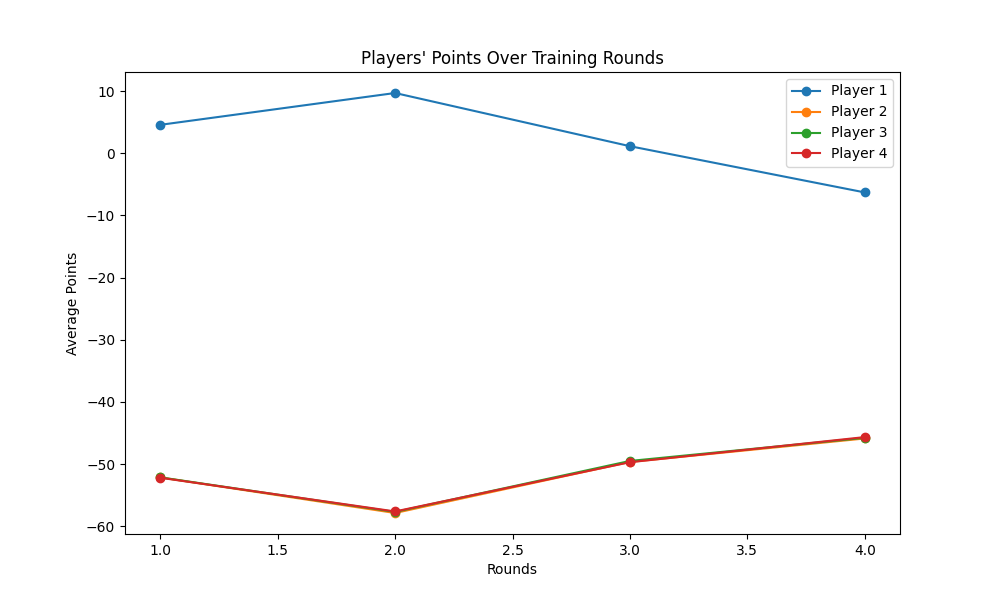 Players' Points Over Training Rounds
Player 1
Player 2
Player 3
Player 4
Average Points
10
0
−10
−20
−30
−40
−50
−60
1.0
1.5
2.0
2.5
3.0
3.5
4.0
Rounds